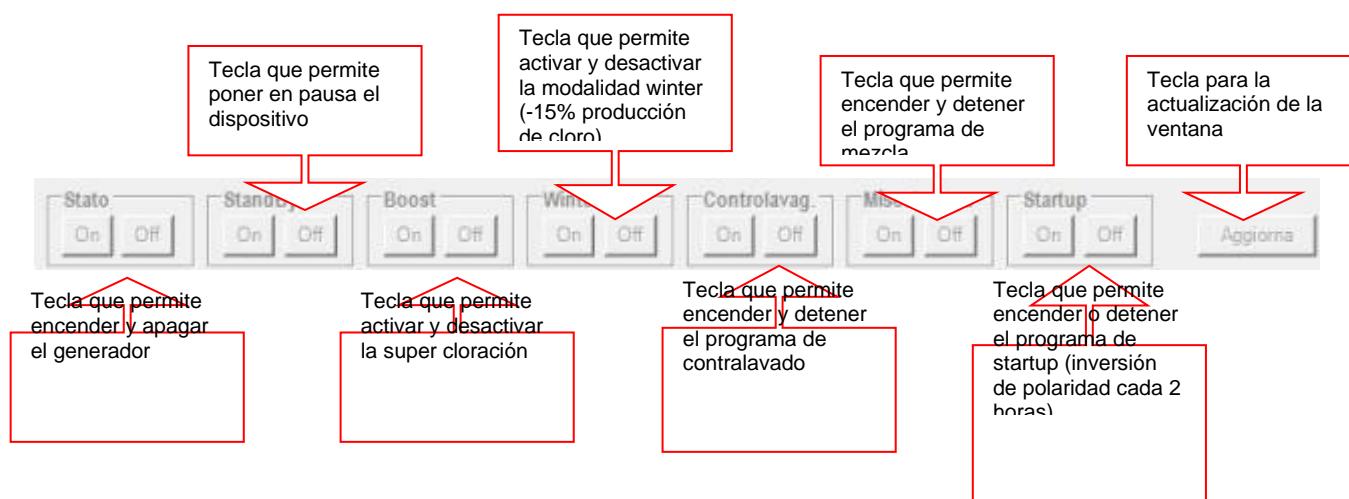 Tecla que permite
poner en pausa el
dispositivo
Tecla que permite
activar y desactivar
la modalidad winter
(-15% producción
de cloro)
Tecla que permite
encender y detener
el programa de
mezcla
Tecla para la
actualización de la
ventana
Stato
Boost
Controlavag.
Startup
On Off
On Off
On Off
On Off
On Off
On Off
On Off
Aggiorna
Tecla que permite
encender y apagar
el generador
Tecla que permite
activar y desactivar
la super cloración
Tecla que permite
encender y detener
el programa de
contralavado
Tecla que permite
encender o detener
el programa de
startup (inversión
de polaridad cada 2
horas)